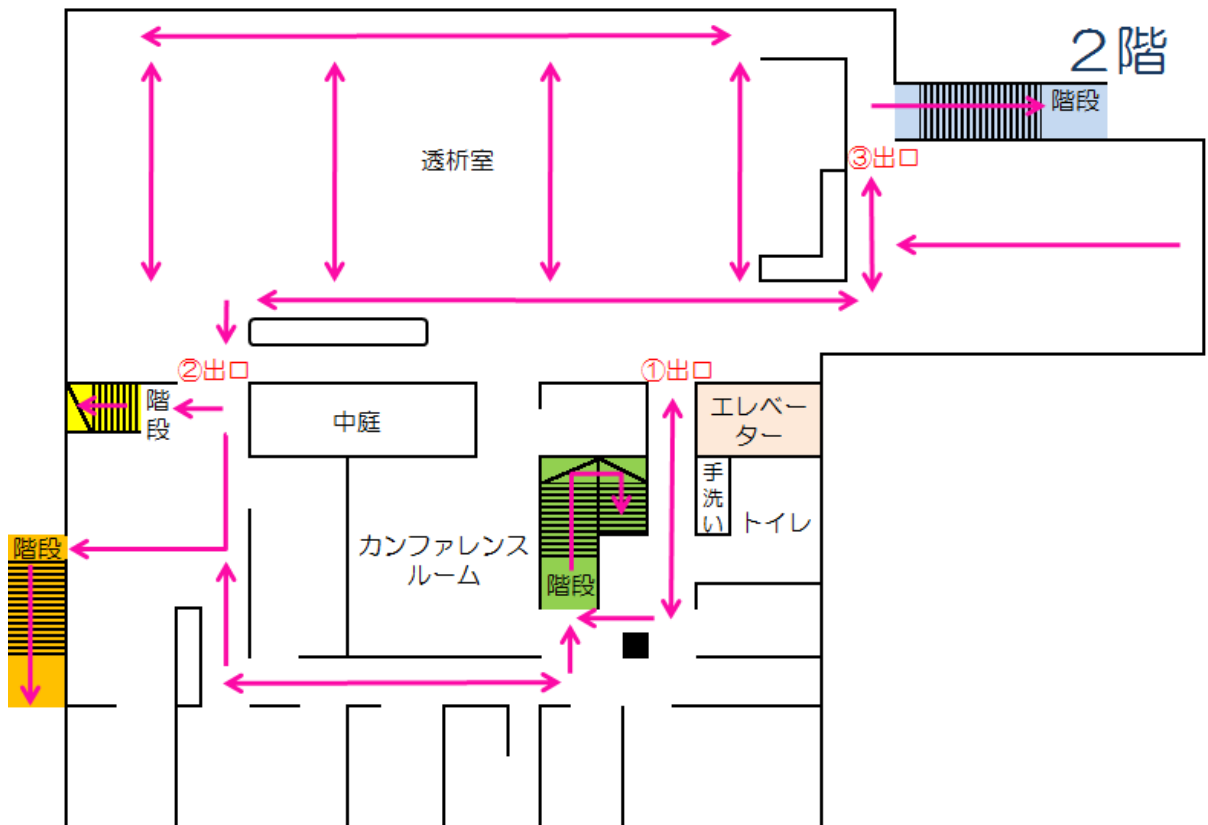 ２階
階段
透析室
③出口
②出口
①出口
階
段
中庭
エレベー
ター
手
洗
い
トイレ
階段
カンファレンス
ルーム
階段